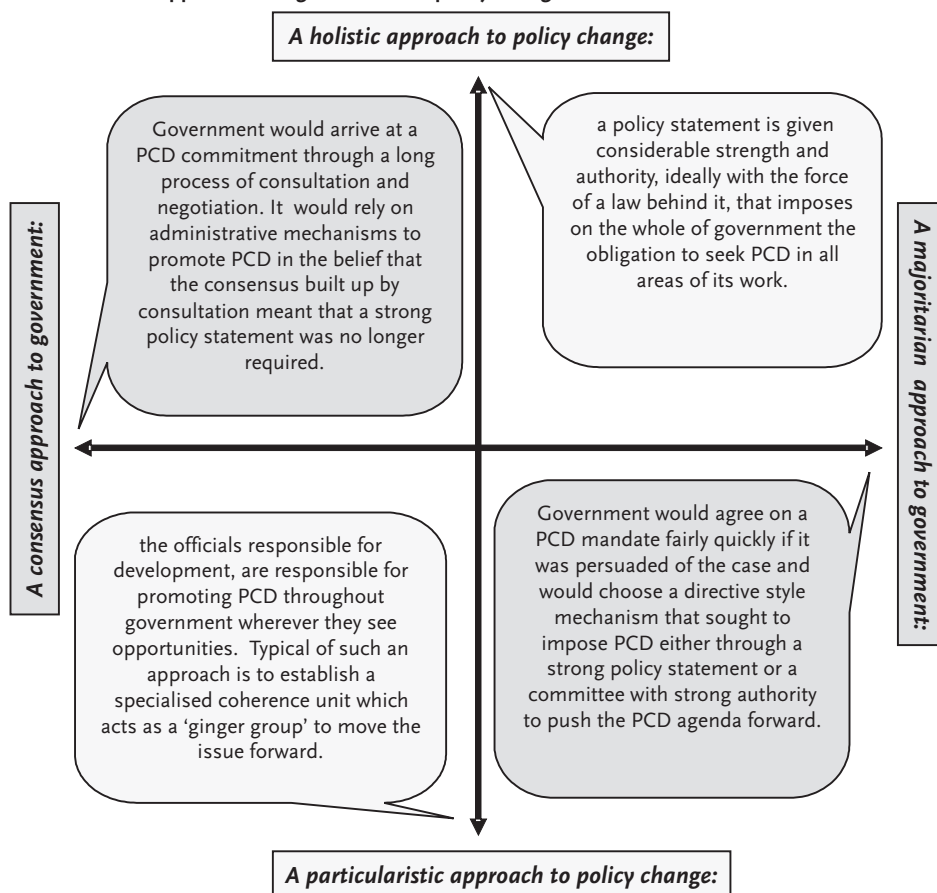 A holistic approach to policy change:
Government would arrive at a
PCD commitment through a long
process of consultation and
negotiation. It would rely on
administrative mechanisms to
promote PCD in the belief that
the consensus built up by
consultation meant that a strong
policy statement was no longer
required.
a policy statement is given
considerable strength and
authority, ideally with the force
of a law behind it, that imposes
on the whole of government the
obligation to seek PCD in all
areas of its work.
A consensus approach to government:
A majoritarian approach to government:
the officials responsible for
development, are responsible for
promoting PCD throughout
government wherever they see
opportunities. Typical of such an
approach is to establish a
specialised coherence unit which
acts as a ‘ginger group’ to move the
issue forward.
Government would agree on a
PCD mandate fairly quickly if it
was persuaded of the case and
would choose a directive style
mechanism that sought to
impose PCD either through a
strong policy statement or a
committee with strong authority
to push the PCD agenda forward.
A particularistic approach to policy change: